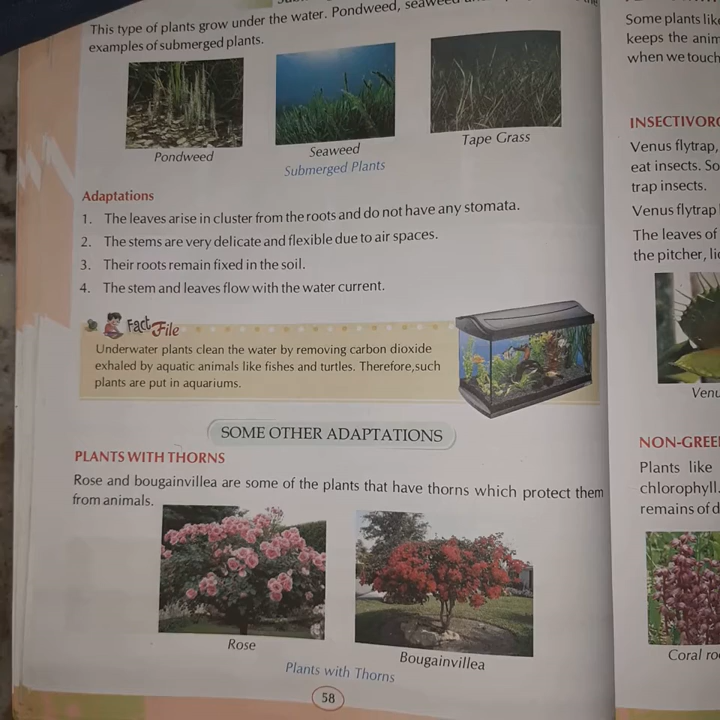 This type of plants grow under the water. Pondweed, seaweed
examples of submerged plants.
Pondweed
Seaweed
Tape Grass
Submerged Plants
Adaptations
1. The leaves arise in cluster from the roots and do not have any stomata.
2. The stems are very delicate and flexible due to air spaces.
3. Their roots remain fixed in the soil.
4. The stem and leaves flow with the water current.
Fact File
Underwater plants clean the water by removing carbon dioxide
exhaled by aquatic animals like fishes and turtles. Therefore,such
plants are put in aquariums.
SOME OTHER ADAPTATIONS
PLANTS WITH THORNS
Rose and bougainvillea are some of the plants that have thorns which protect them
from animals.
Rose
Bougainvillea
Plants with Thorns
58
Some plants
keeps the
when we touch
INSECTIVOR
Venus flytrap,
eat insects. So
trap insects.
Venus flytrap
The leaves of
the pitcher,
Venu
NON-GREE
Plants like
chlorophyll.
remains of d
Coral ro